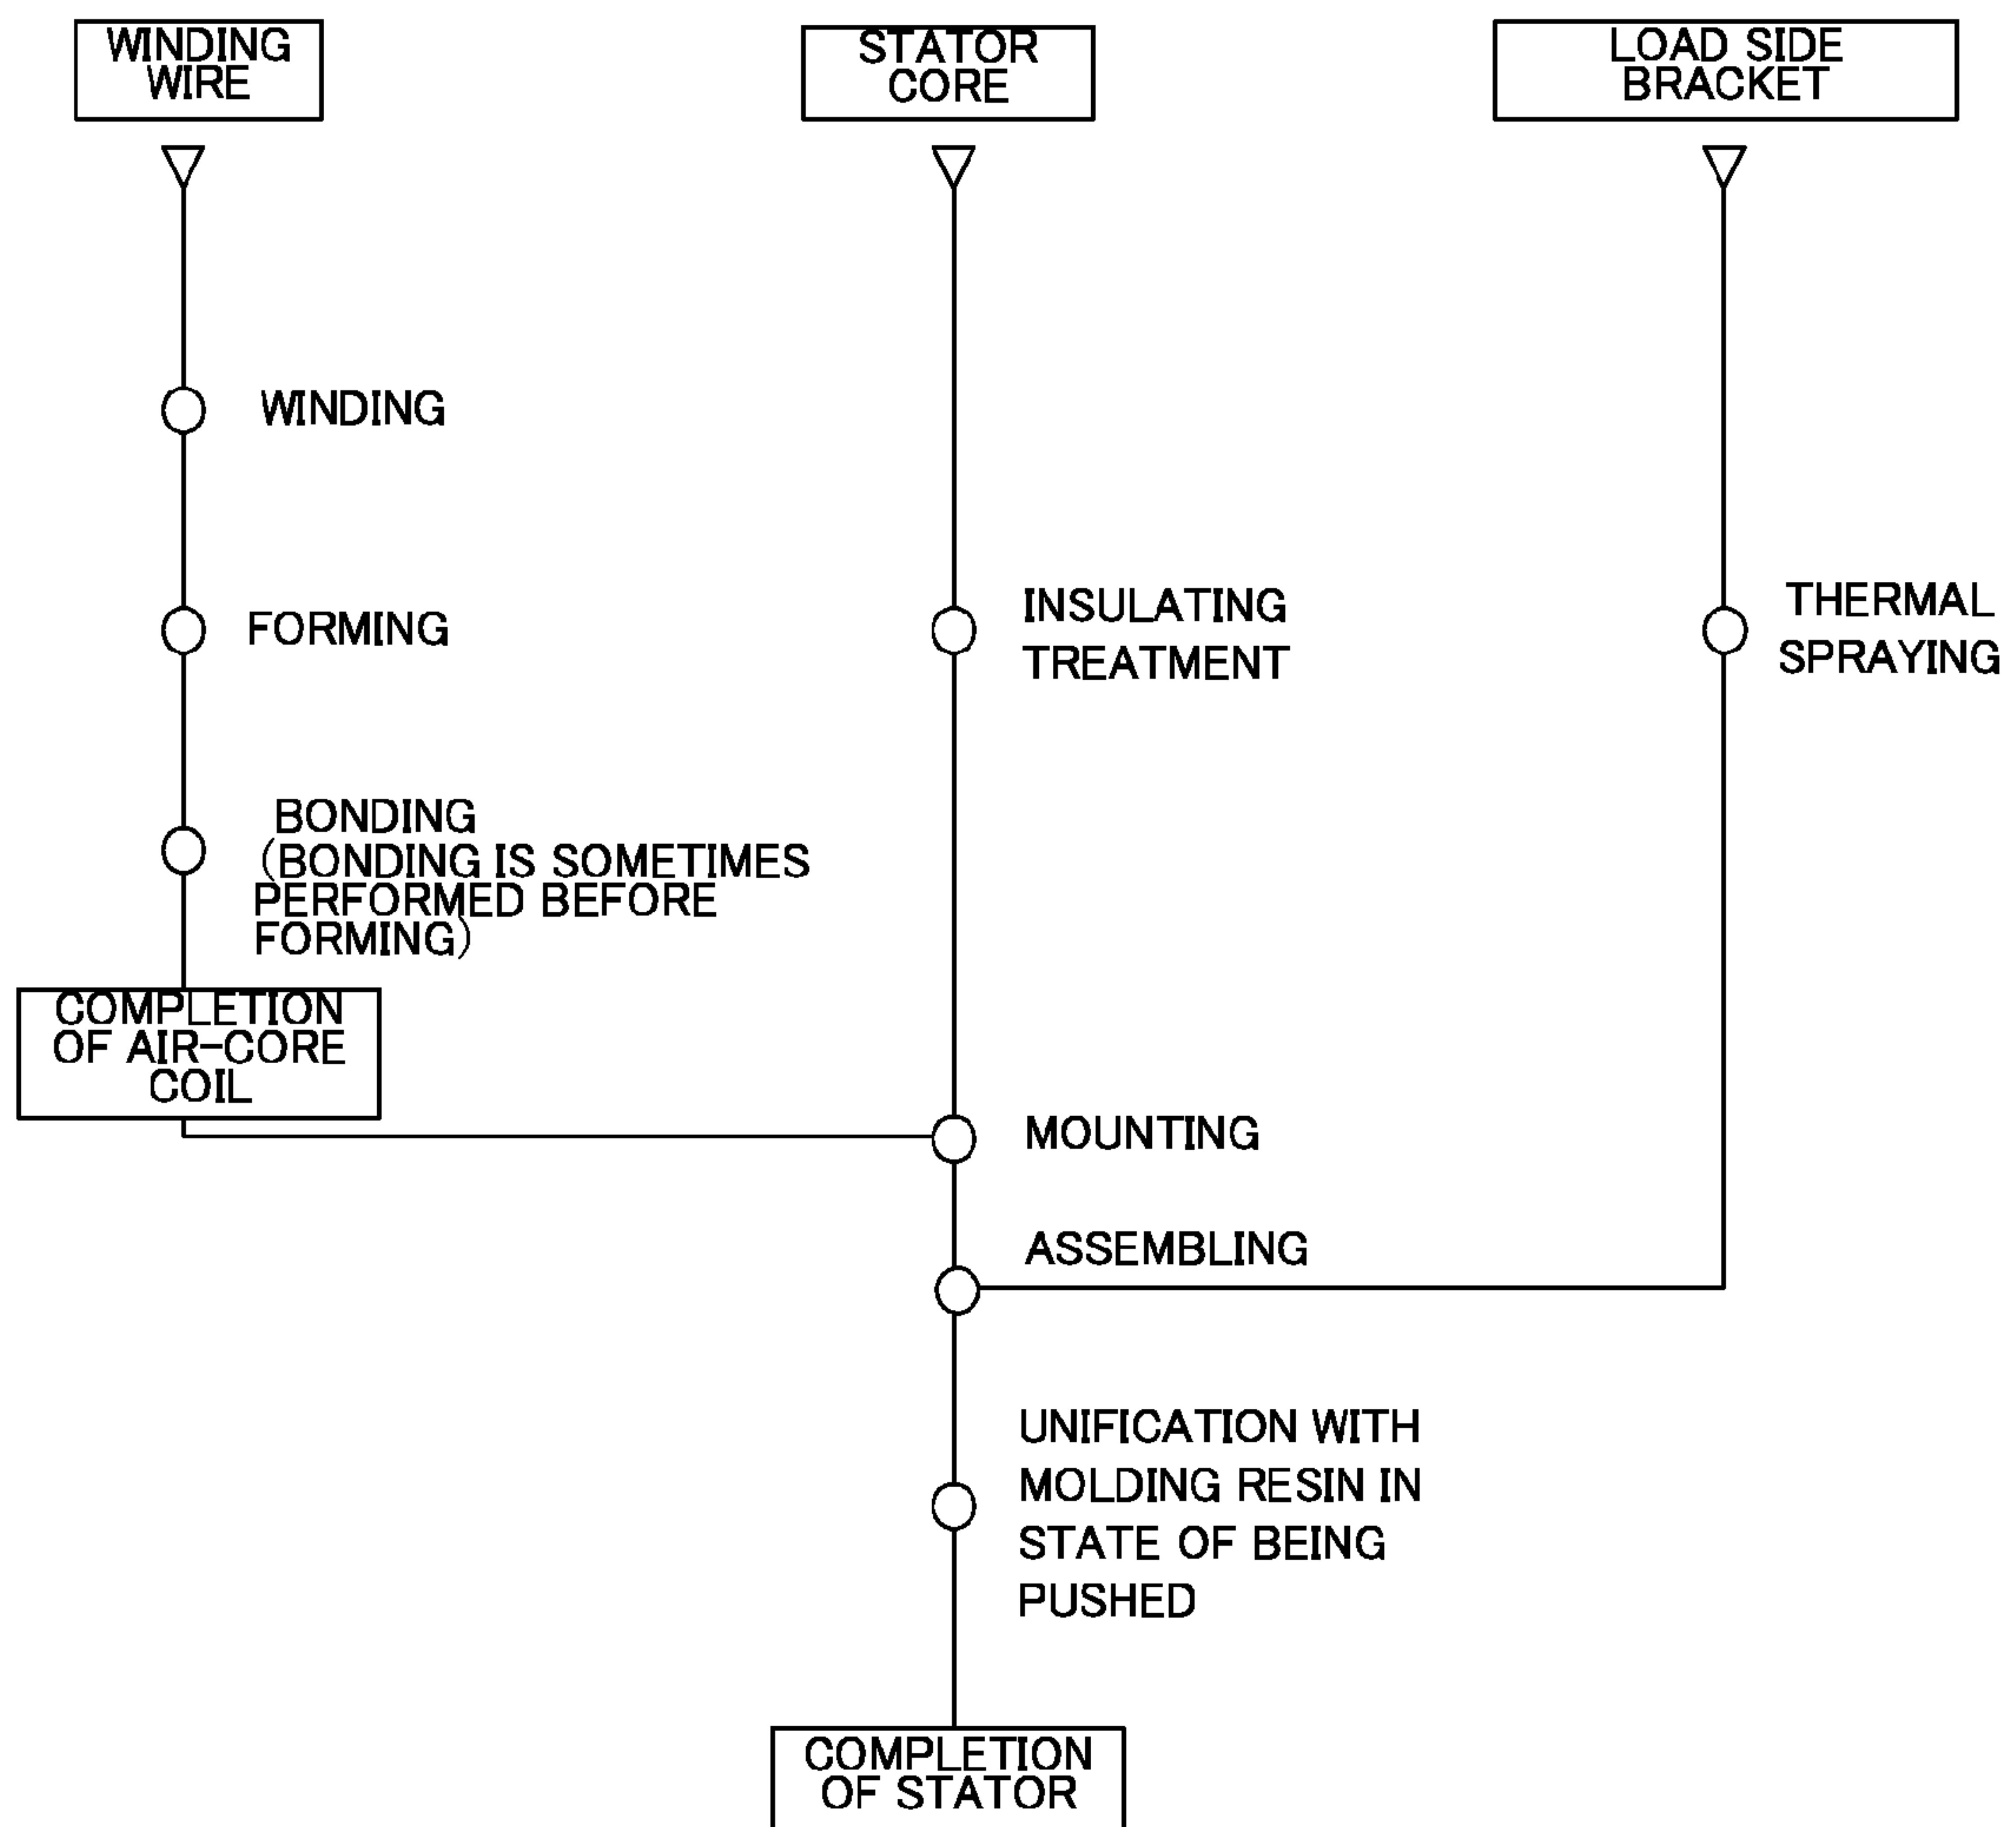 WINDING
WIRE
STATOR
CORE
LOAD SIDE
BRACKET
WINDING
FORMING
INSULATING
TREATMENT
THERMAL
SPRAYING
BONDING
(BONDING IS SOMETIMES
PERFORMED BEFORE
FORMING)
COMPLETION
OF AIR-CORE
COIL
MOUNTING
ASSEMBLING
UNIFICATION WITH
MOLDING RESIN IN
STATE OF BEING
PUSHED
COMPLETION
OF STATOR